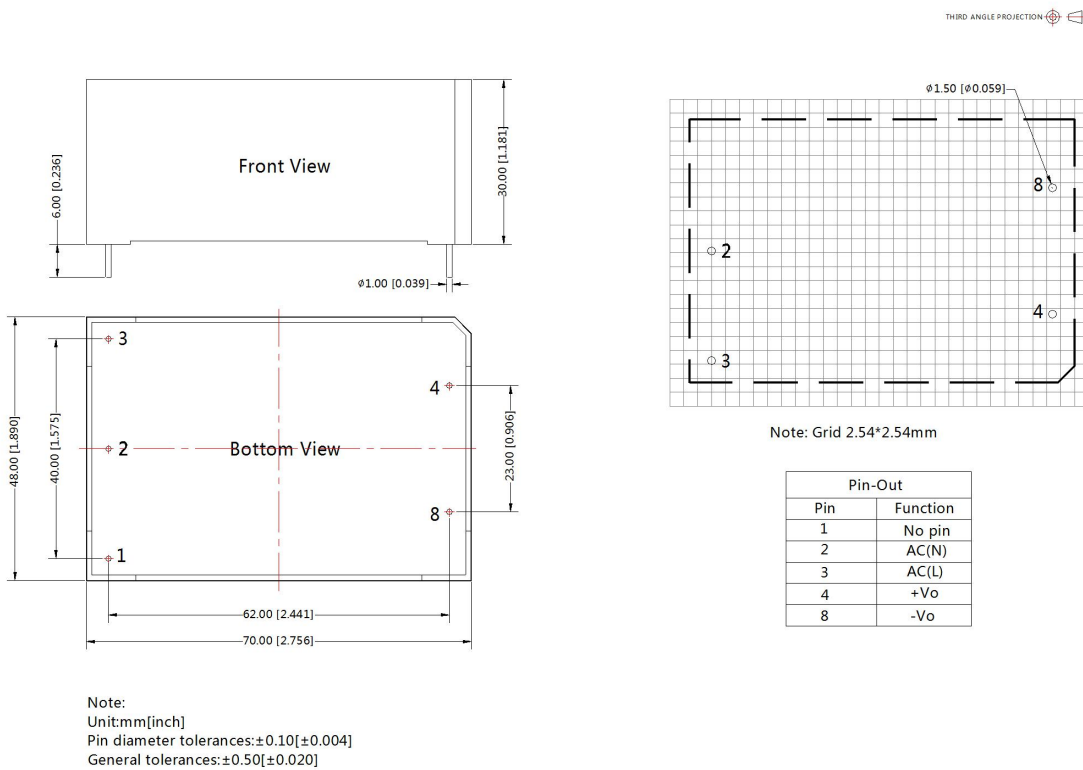 THIRD ANGLE PROJECTION
ø1.50 [ø0.059]
6.00 [0.236]
Front View
30.00 [1.181]
ø1.00 [0.039]
8
2
4
3
3
4
48.00 [1.890]
40.00 [1.575]
2
Bottom View
23.00 [0.906]
8
1
62.00 [2.441]
70.00 [2.756]
Note: Grid 2.54*2.54mm
Pin-Out
Pin Function
1 No pin
2 AC(N)
3 AC(L)
4 +Vo
8 -Vo
Note:
Unit:mm[inch]
Pin diameter tolerances:±0.10[±0.004]
General tolerances:±0.50[±0.020]